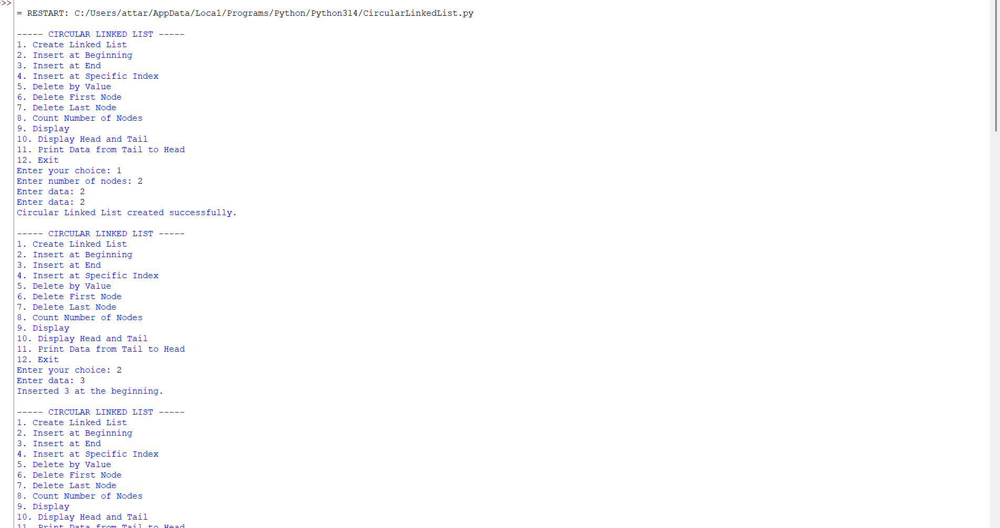 >>
= RESTART: C:/Users/attar/AppData/Local/Programs/Python/Python314/CircularLinkedList.py
----- CIRCULAR LINKED LIST -----
1. Create Linked List
2. Insert at Beginning
3. Insert at End
4. Insert at Specific Index
5. Delete by Value
6. Delete First Node
7. Delete Last Node
8. Count Number of Nodes
9. Display
10. Display Head and Tail
11. Print Data from Tail to Head
12. Exit
Enter your choice: 1
Enter number of nodes: 2
Enter data: 2
Enter data: 2
Circular Linked List created successfully.
----- CIRCULAR LINKED LIST -----
1. Create Linked List
2. Insert at Beginning
3. Insert at End
4. Insert at Specific Index
5. Delete by Value
6. Delete First Node
7. Delete Last Node
8. Count Number of Nodes
9. Display
10. Display Head and Tail
11. Print Data from Tail to Head
12. Exit
Enter your choice: 2
Enter data: 3
Inserted 3 at the beginning.
----- CIRCULAR LINKED LIST -----
1. Create Linked List
2. Insert at Beginning
3. Insert at End
4. Insert at Specific Index
5. Delete by Value
6. Delete First Node
7. Delete Last Node
8. Count Number of Nodes
9. Display
10. Display Head and Tail
11. Print Data from Tail to Head